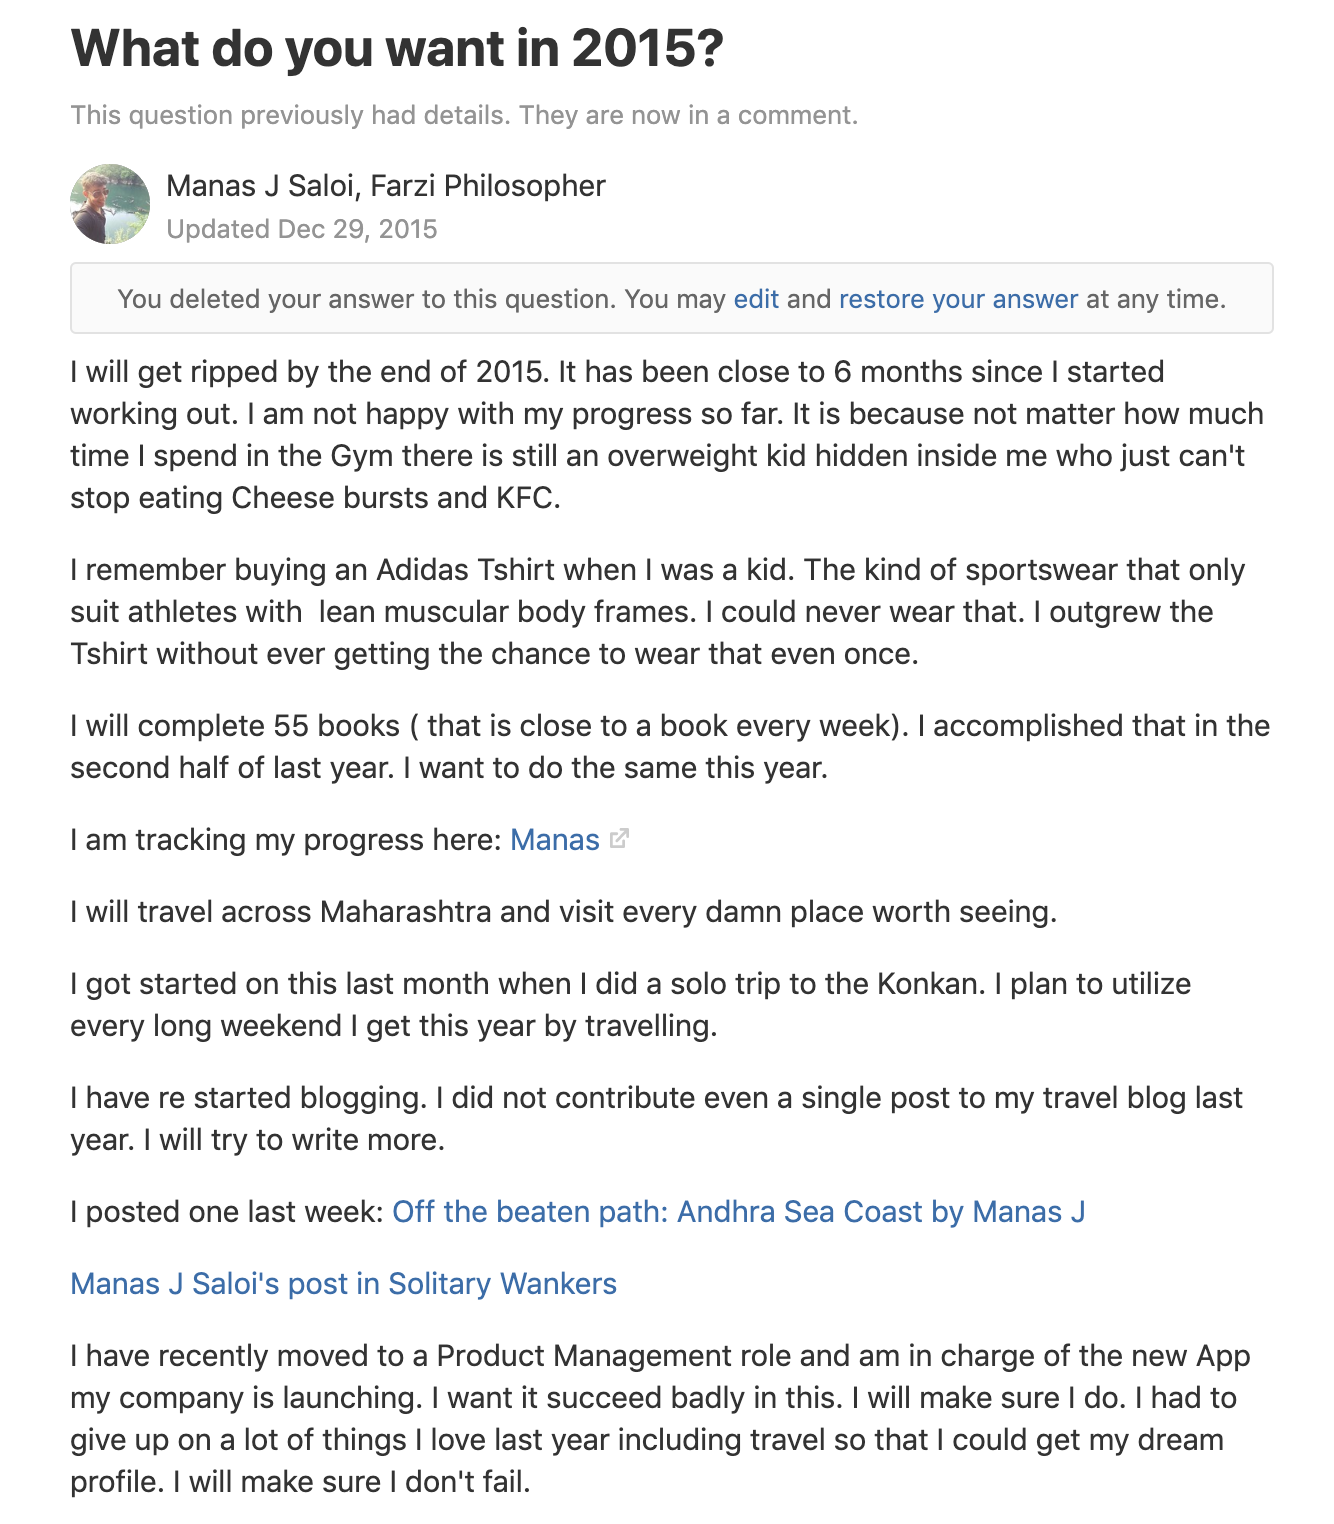 What do you want in 2015?
This question previously had details. They are now in a comment.
Manas J Saloi, Farzi Philosopher
Updated Dec 29, 2015
You deleted your answer to this question. You may edit and restore your answer at any time.
I will get ripped by the end of 2015. It has been close to 6 months since I started
working out. I am not happy with my progress so far. It is because not matter how much
time I spend in the Gym there is still an overweight kid hidden inside me who just can't
stop eating Cheese bursts and KFC.
I remember buying an Adidas Tshirt when I was a kid. The kind of sportswear that only
suit athletes with  lean muscular body frames. I could never wear that. I outgrew the
Tshirt without ever getting the chance to wear that even once.
I will complete 55 books ( that is close to a book every week). I accomplished that in the
second half of last year. I want to do the same this year.
I am tracking my progress here: Manas
I will travel across Maharashtra and visit every damn place worth seeing.
I got started on this last month when I did a solo trip to the Konkan. I plan to utilize
every long weekend I get this year by travelling.
I have re started blogging. I did not contribute even a single post to my travel blog last
year. I will try to write more.
I posted one last week: Off the beaten path: Andhra Sea Coast by Manas J
Manas J Saloi's post in Solitary Wankers
I have recently moved to a Product Management role and am in charge of the new App
my company is launching. I want it succeed badly in this. I will make sure I do. I had to
give up on a lot of things I love last year including travel so that I could get my dream
profile. I will make sure I don't fail.